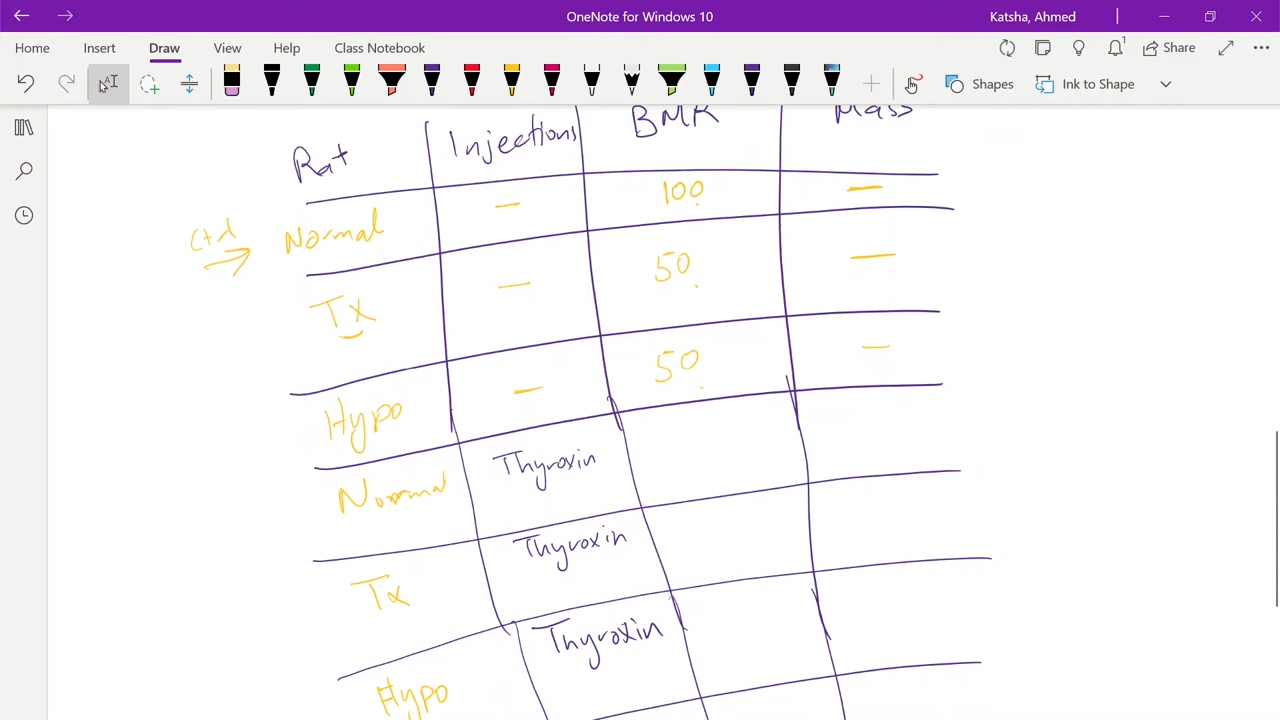 OneNote for Windows 10
Katsha, Ahmed
Home Insert Draw View Help Class Notebook
Share
Shapes
Ink to Shape
Rat Injections BMR Mass
Ctrl Normal - 100 -
Tx - 50 -
Hypo - 50 -
Normal Thyroxin
Tx Thyroxin
Hypo Thyroxin